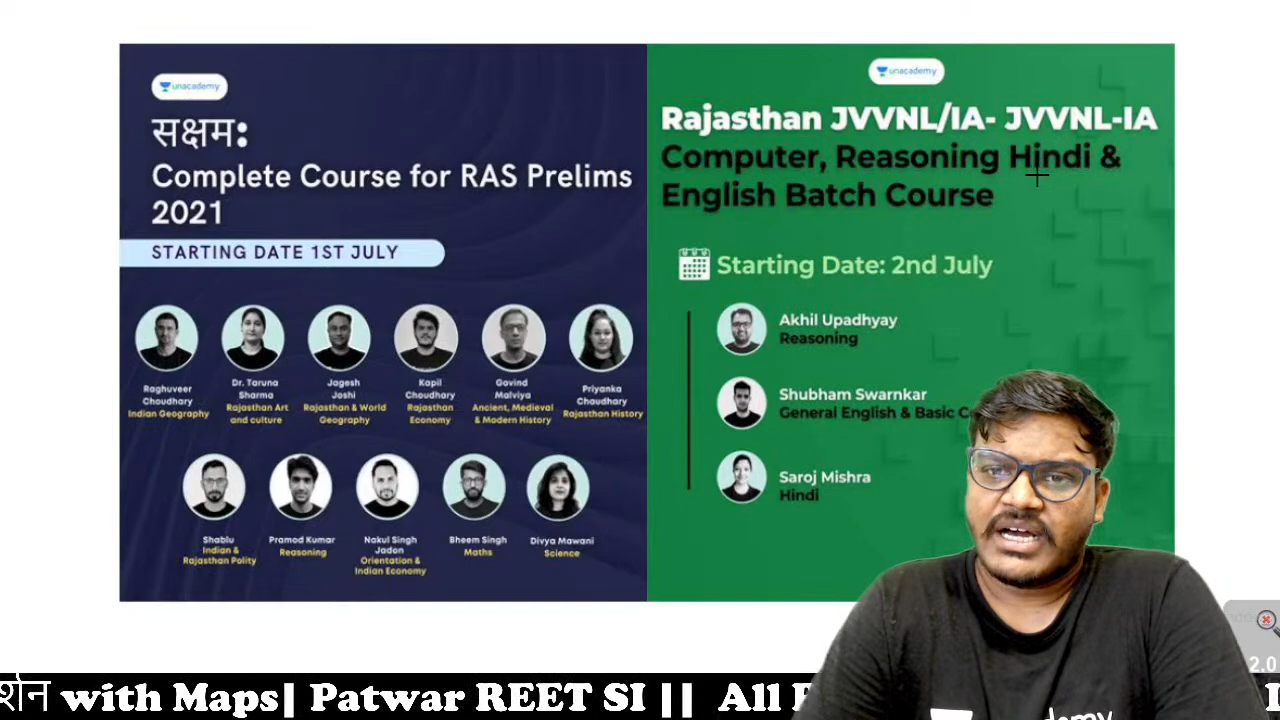 unacademy
सक्षम:
Complete Course for RAS Prelims
2021
STARTING DATE 1ST JULY
Raghuveer
Choudhary
Indian Geography
Dr. Taruna
Sharma
Rajasthan Art
and culture
Jagesh
Joshi
Rajasthan & World
Geography
Kapil
Choudhary
Rajasthan
Economy
Govind
Malviya
Ancient, Medieval
& Modern History
Priyanka
Chaudhary
Rajasthan History
Shablu
Indian &
Rajasthan Polity
Pramod Kumar
Reasoning
Nakul Singh
Jadon
Orientation &
Indian Economy
Bheem Singh
Maths
Divya Mawani
Science
unacademy
Rajasthan JVVNL/IA- JVVNL-IA
Computer, Reasoning Hindi &
English Batch Course
Starting Date: 2nd July
Akhil Upadhyay
Reasoning
Shubham Swarnkar
General English & Basic
Saroj Mishra
Hindi
2.0
with Maps| Patwar REET SI || All